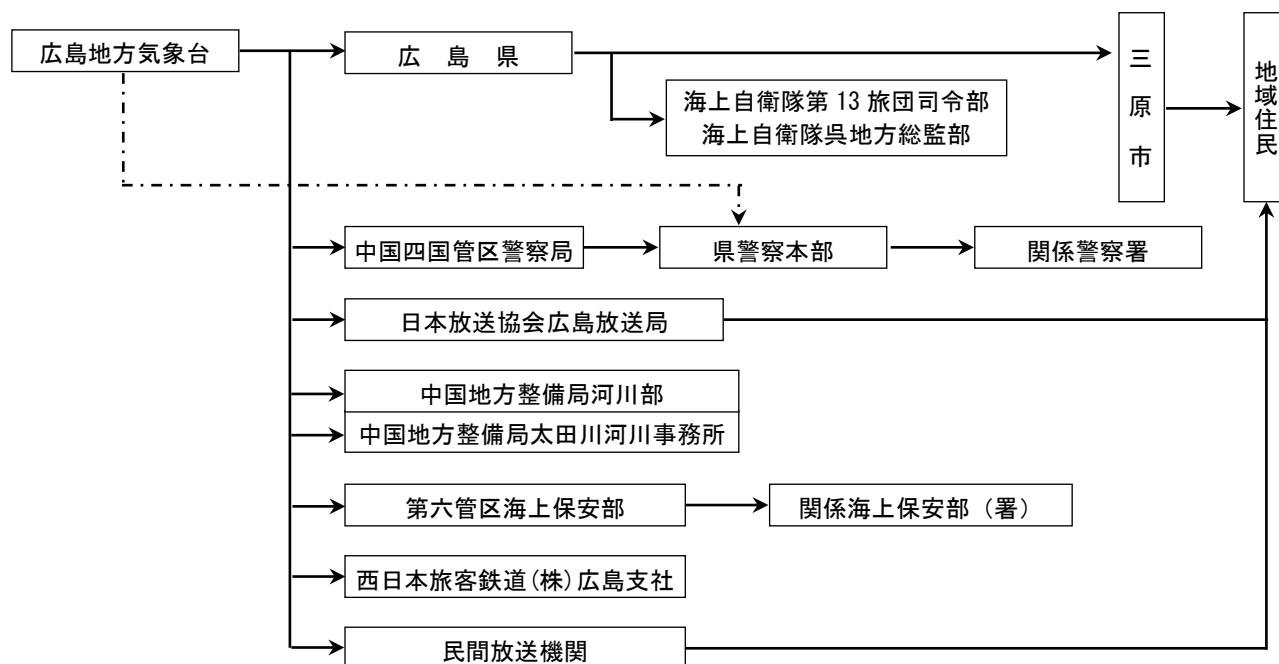 広島地方気象台
広 島 県
三原市
地域住民
海上自衛隊第 13 旅団司令部
海上自衛隊呉地方総監部
中国四国管区警察局
県警察本部
関係警察署
日本放送協会広島放送局
中国地方整備局河川部
中国地方整備局太田川河川事務所
第六管区海上保安部
関係海上保安部（署）
西日本旅客鉄道(株)広島支社
民間放送機関